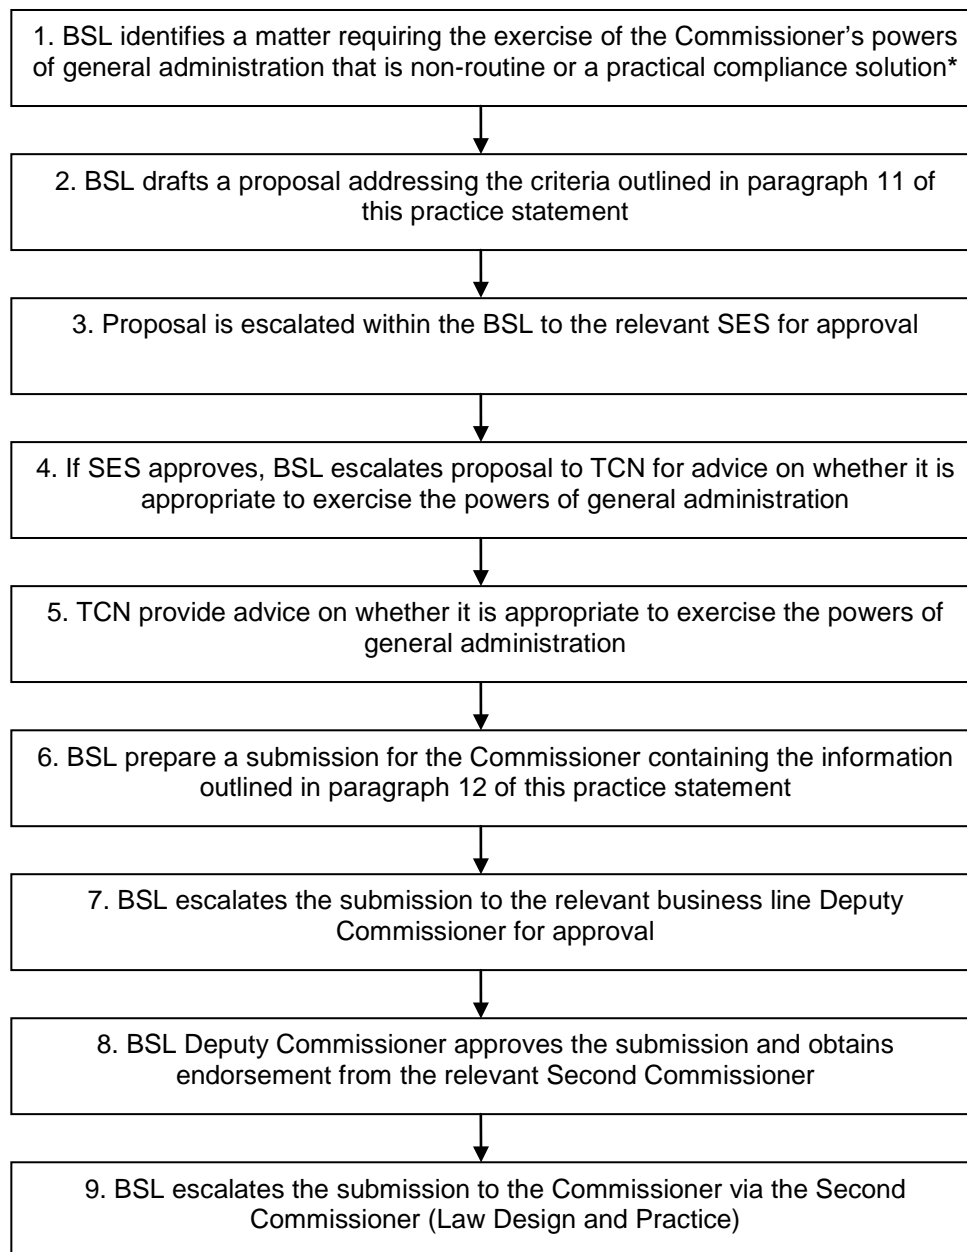 1. BSL identifies a matter requiring the exercise of the Commissioner’s powers
of general administration that is non-routine or a practical compliance solution*
2. BSL drafts a proposal addressing the criteria outlined in paragraph 11 of
this practice statement
3. Proposal is escalated within the BSL to the relevant SES for approval
4. If SES approves, BSL escalates proposal to TCN for advice on whether it is
appropriate to exercise the powers of general administration
5. TCN provide advice on whether it is appropriate to exercise the powers of
general administration
6. BSL prepare a submission for the Commissioner containing the information
outlined in paragraph 12 of this practice statement
7. BSL escalates the submission to the relevant business line Deputy
Commissioner for approval
8. BSL Deputy Commissioner approves the submission and obtains
endorsement from the relevant Second Commissioner
9. BSL escalates the submission to the Commissioner via the Second
Commissioner (Law Design and Practice)